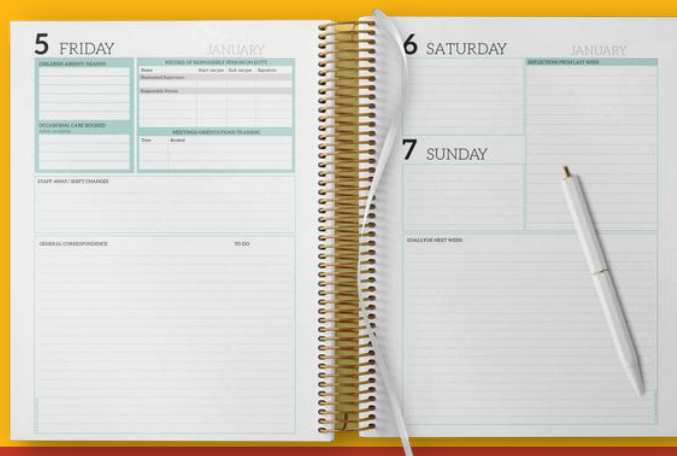 5 FRIDAY
JANUARY
CHILDREN ABSENT/ REASON
RECORD OF RESPONSIBLE PERSON ON DUTY
Name
Start am/pm
End am/pm
Signature
Nominated Supervisor
Responsible Person
OCCASIONAL CARE BOOKED
MEETINGS/ORIENTATIONS/ TRAINING
Time
Booked
STAFF AWAY/ SHIFT CHANGES
GENERAL CORRESPONDENCE
TO DO
6 SATURDAY
JANUARY
REFLECTIONS FROM LAST WEEK
7 SUNDAY
GOALS FOR NEXT WEEK